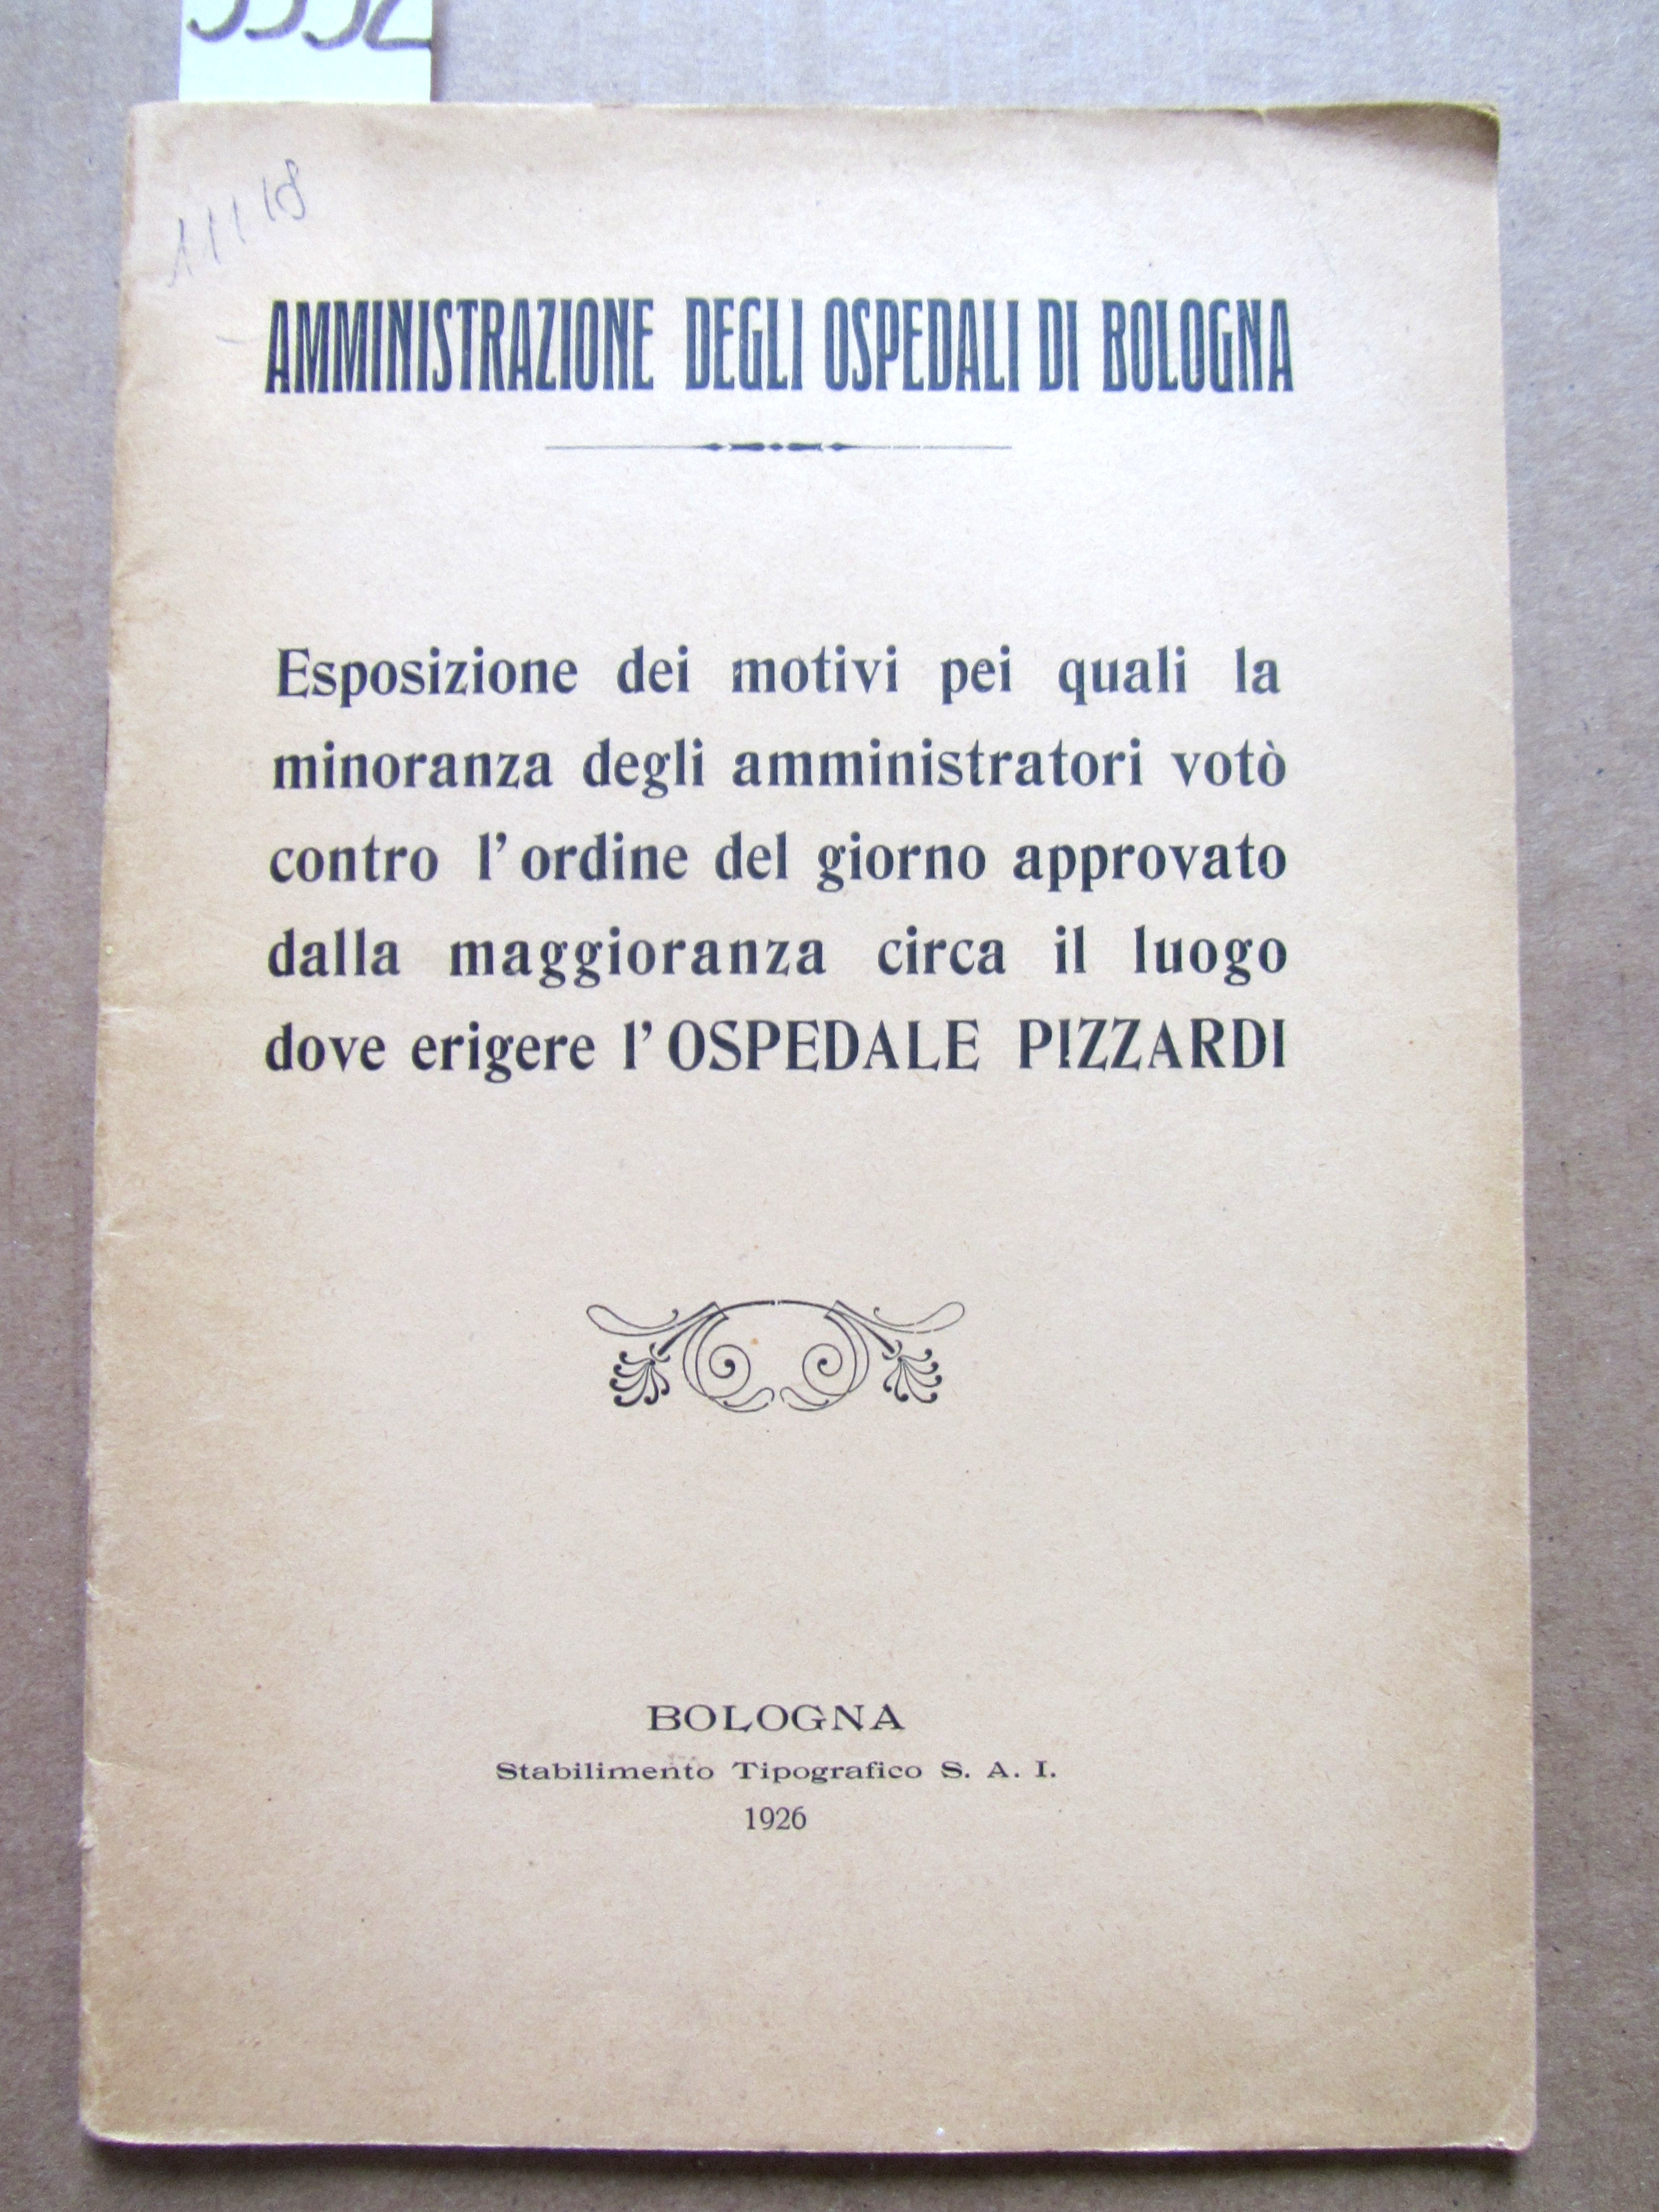 11118
AMMINISTRAZIONE DEGLI OSPEDALI DI BOLOGNA
Esposizione dei motivi pei quali la
minoranza degli amministratori votò
contro l'ordine del giorno approvato
dalla maggioranza circa il luogo
dove erigere l'OSPEDALE PIZZARDI
BOLOGNA
Stabilimento Tipografico S. A. I.
1926